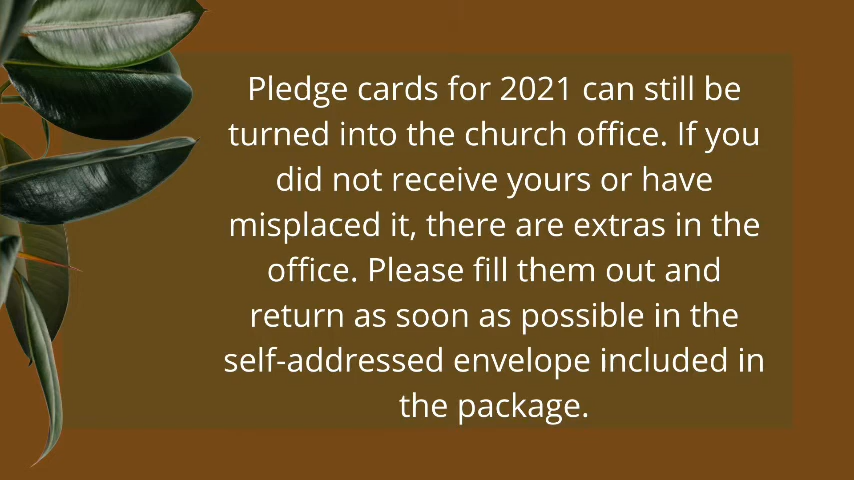 Pledge cards for 2021 can still be
turned into the church office. If you
did not receive yours or have
misplaced it, there are extras in the
office. Please fill them out and
return as soon as possible in the
self-addressed envelope included in
the package.